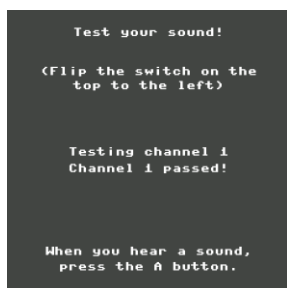 Test your sound!
(Flip the switch on the
top to the left)
Testing channel 1
Channel 1 passed!
When you hear a sound,
press the A button.